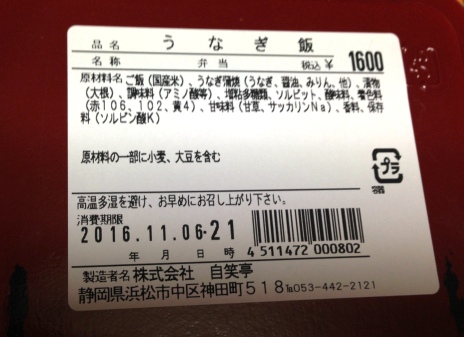 品名 うなぎ飯
名称 弁当 税込¥ 1600
原材料名 ご飯(国産米)、うなぎ蒲焼(うなぎ、醤油、みりん、他)、漬物
(大根)、調味料(アミノ酸等)、増粘多糖類、ソルビット、酸味料、着色料
(赤106、102、黄4)、甘味料(甘草、サッカリンNa)、香料、保存
料(ソルビン酸K)
原材料の一部に小麦、大豆を含む
プラ
高温多湿を避け、お早めにお召し上がり下さい。
消費期限
2016.11.06-21
年 月 日 時
4 511472 000802
製造者名 株式会社 自笑亭
静岡県浜松市中区神田町518 ℡053-442-2121